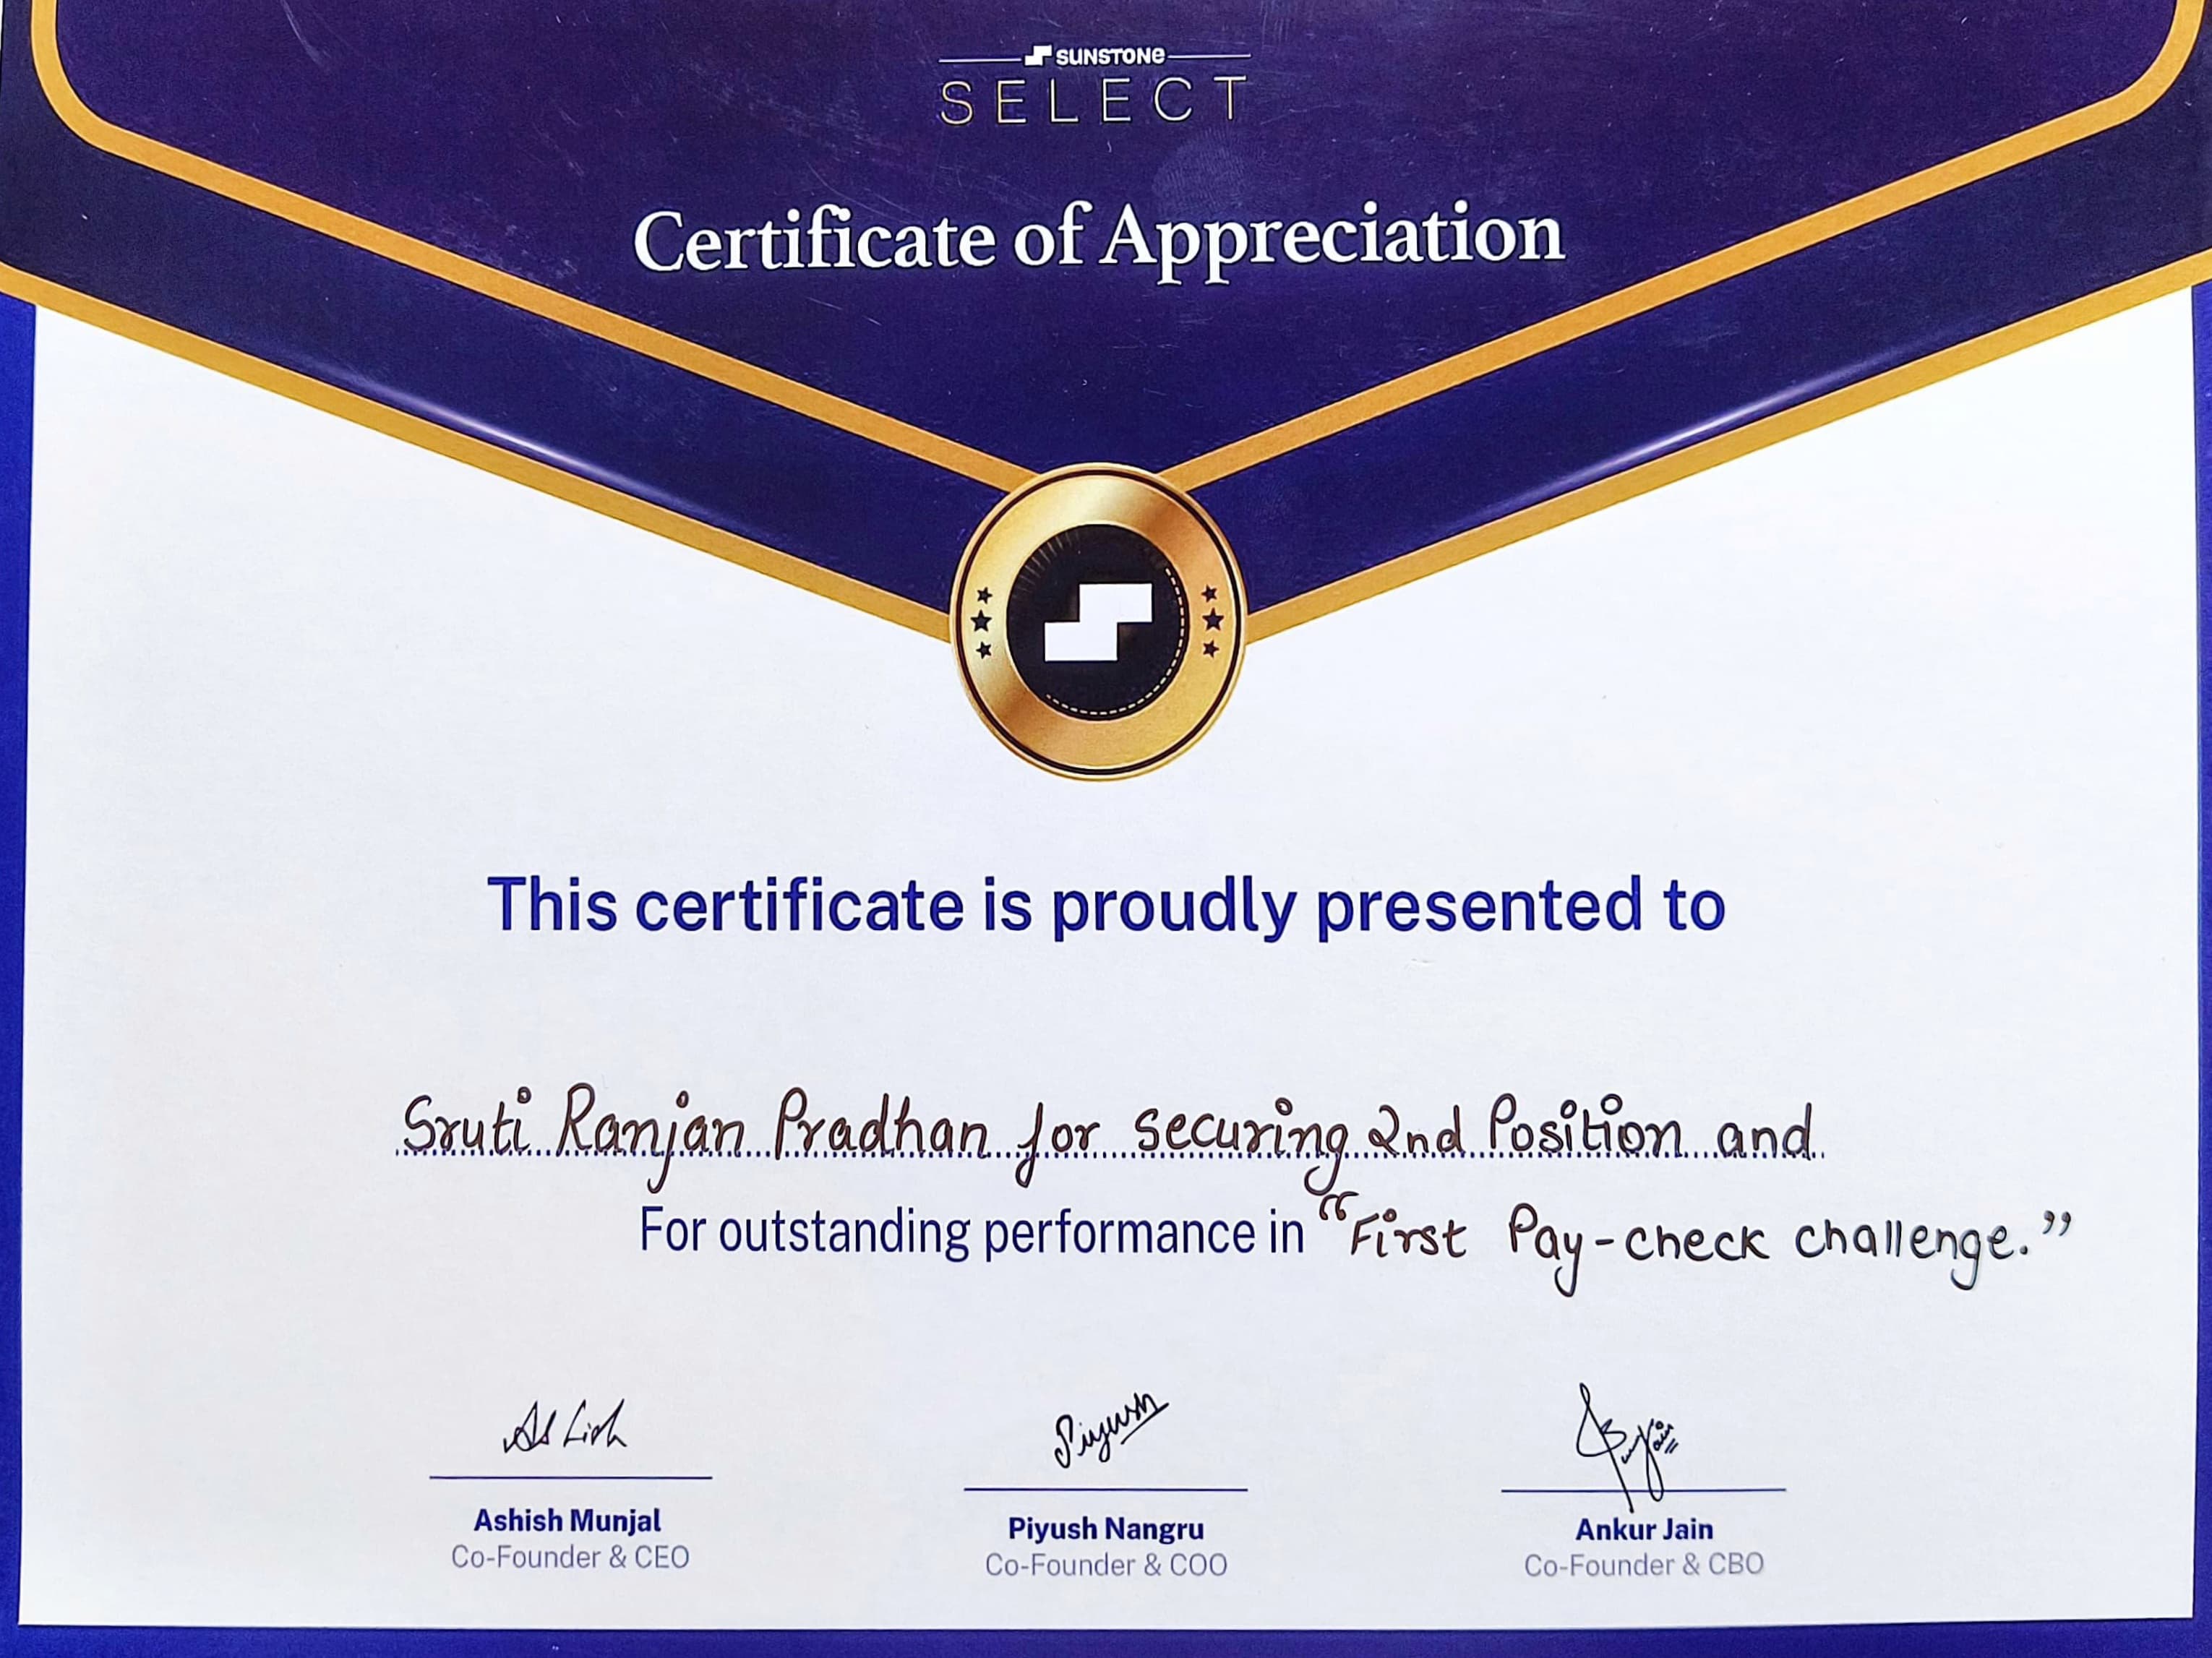 SUNSTONE
SELECT
Certificate of Appreciation
This certificate is proudly presented to
Sruti Ranjan Pradhan for securing 2nd Position and
For outstanding performance in "First Pay-check challenge."
Ashish
Piyush
Ashish Munjal
Piyush Nangru
Ankur Jain
Co-Founder & CEO
Co-Founder & COO
Co-Founder & CBO